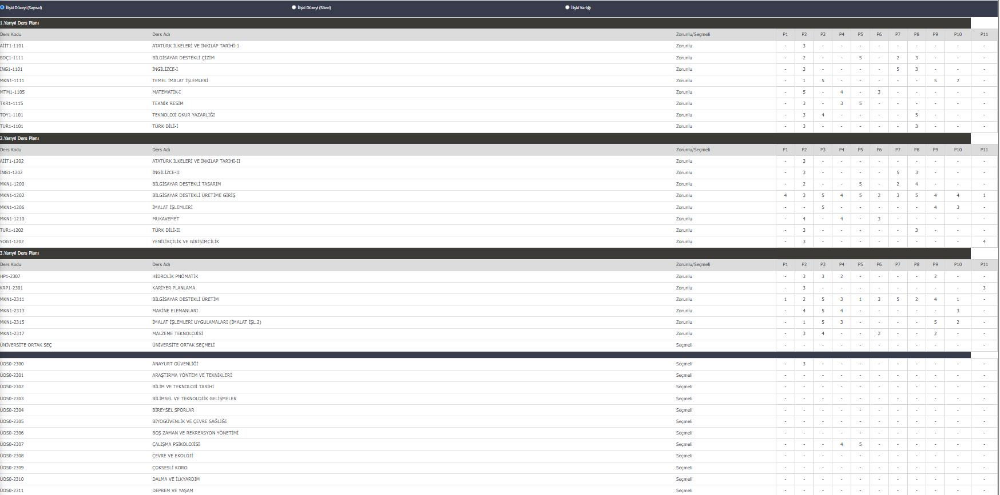 İlişki Düzeyi (Sayısal) İlişki Düzeyi (Sözel) İlişki Varlığı
1.Yarıyıl Ders Planı
Ders Kodu Ders Adı Zorunlu/Seçmeli P1 P2 P3 P4 P5 P6 P7 P8 P9 P10 P11
AİİT1-1101 ATATÜRK İLKELERİ VE İNKILAP TARİHİ-1 Zorunlu - 3 - - - - - - - - -
BDÇ1-1111 BİLGİSAYAR DESTEKLİ ÇİZİM Zorunlu - 2 - - 5 - 2 3 - - -
İNG1-1101 İNGİLİZCE-I Zorunlu - 3 - - - - 5 3 - - -
MKN1-1111 TEMEL İMALAT İŞLEMLERİ Zorunlu - 1 5 - - - - - 5 2 -
MTM1-1105 MATEMATİK-I Zorunlu - 5 - 4 - 3 - - - - -
TKR1-1115 TEKNİK RESİM Zorunlu - 3 - 3 5 - - - - - -
TOY1-1101 TEKNOLOJİ OKUR YAZARLIĞI Zorunlu - 3 4 - - - - 5 - - -
TUR1-1101 TÜRK DİLİ-I Zorunlu - 3 - - - - - 3 - - -
2.Yarıyıl Ders Planı
Ders Kodu Ders Adı Zorunlu/Seçmeli P1 P2 P3 P4 P5 P6 P7 P8 P9 P10 P11
AİİT1-1202 ATATÜRK İLKELERİ VE İNKILAP TARİHİ-II Zorunlu - 3 - - - - - - - - -
İNG1-1202 İNGİLİZCE-II Zorunlu - 3 - - - - 5 3 - - -
MKN1-1200 BİLGİSAYAR DESTEKLİ TASARIM Zorunlu - 2 - - 5 - 2 4 - - -
MKN1-1202 BİLGİSAYAR DESTEKLİ ÜRETİME GİRİŞ Zorunlu 4 3 5 4 5 2 3 5 4 4 1
MKN1-1206 İMALAT İŞLEMLERİ Zorunlu - - 5 - - - - - 4 3 -
MKN1-1210 MUKAVEMET Zorunlu - 4 - 4 - 3 - - - - -
TUR1-1202 TÜRK DİLİ-II Zorunlu - 3 - - - - - 3 - - -
YOG1-1202 YENİLİKÇİLİK VE GİRİŞİMCİLİK Zorunlu - 3 - - - - - - - - 4
3.Yarıyıl Ders Planı
Ders Kodu Ders Adı Zorunlu/Seçmeli P1 P2 P3 P4 P5 P6 P7 P8 P9 P10 P11
HP1-2307 HİDROLİK PNÖMATİK Zorunlu - 3 3 2 - - - - 2 - -
KRP1-2301 KARİYER PLANLAMA Zorunlu - 3 - - - - - - - - 3
MKN1-2311 BİLGİSAYAR DESTEKLİ ÜRETİM Zorunlu 1 2 5 3 1 3 5 2 4 1 -
MKN1-2313 MAKİNE ELEMANLARI Zorunlu - 4 5 4 - - - - - 3 -
MKN1-2315 İMALAT İŞLEMLERİ UYGULAMALARI (İMALAT İŞL.2) Zorunlu - 1 5 3 - - - - 5 2 -
MKN1-2317 MALZEME TEKNOLOJİSİ Zorunlu - 3 4 - - 2 - - 2 - -
ÜNİVERSİTE ORTAK SEÇ ÜNİVERSİTE ORTAK SEÇMELİ Seçmeli - - - - - - - - - - -
ÜOS0-2300 ANAYURT GÜVENLİĞİ Seçmeli - 3 - - - - - - - - -
ÜOS0-2301 ARAŞTIRMA YÖNTEM VE TEKNİKLERİ Seçmeli - - - - - - - - - - -
ÜOS0-2302 BİLİM VE TEKNOLOJİ TARİHİ Seçmeli - - - - - - - - - - -
ÜOS0-2303 BİLİMSEL VE TEKNOLOJİK GELİŞMELER Seçmeli - - - - - - - - - - -
ÜOS0-2304 BİREYSEL SPORLAR Seçmeli - - - - - - - - - - -
ÜOS0-2305 BİYOGÜVENLİK VE ÇEVRE SAĞLIĞI Seçmeli - - - - - - - - - - -
ÜOS0-2306 BOŞ ZAMAN VE REKREASYON YÖNETİMİ Seçmeli - - - - - - - - - - -
ÜOS0-2307 ÇALIŞMA PSİKOLOJİSİ Seçmeli - - - 4 5 - - - - - -
ÜOS0-2308 ÇEVRE VE EKOLOJİ Seçmeli - - - - - - - - - - -
ÜOS0-2309 ÇOKSESLİ KORO Seçmeli - - - - - - - - - - -
ÜOS0-2310 DALMA VE İLKYARDIM Seçmeli - - - - - - - - - - -
ÜOS0-2311 DEPREM VE YAŞAM Seçmeli - - - - - - - - - - -